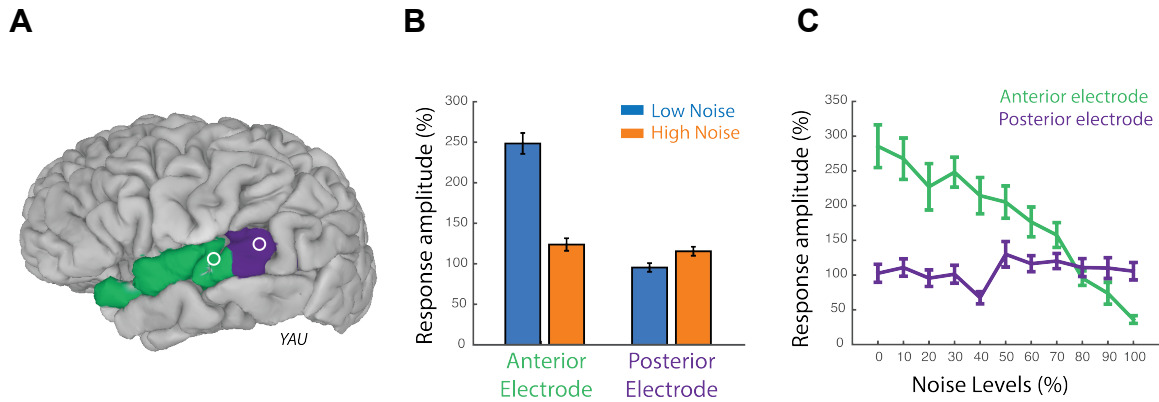 A
B
C
YAU
Response amplitude (%)
300
250
200
150
100
50
0
Low Noise
High Noise
Anterior
Electrode
Posterior
Electrode
Response amplitude (%)
350
300
250
200
150
100
50
0
Anterior electrode
Posterior electrode
0 10 20 30 40 50 60 70 80 90 100
Noise Levels (%)